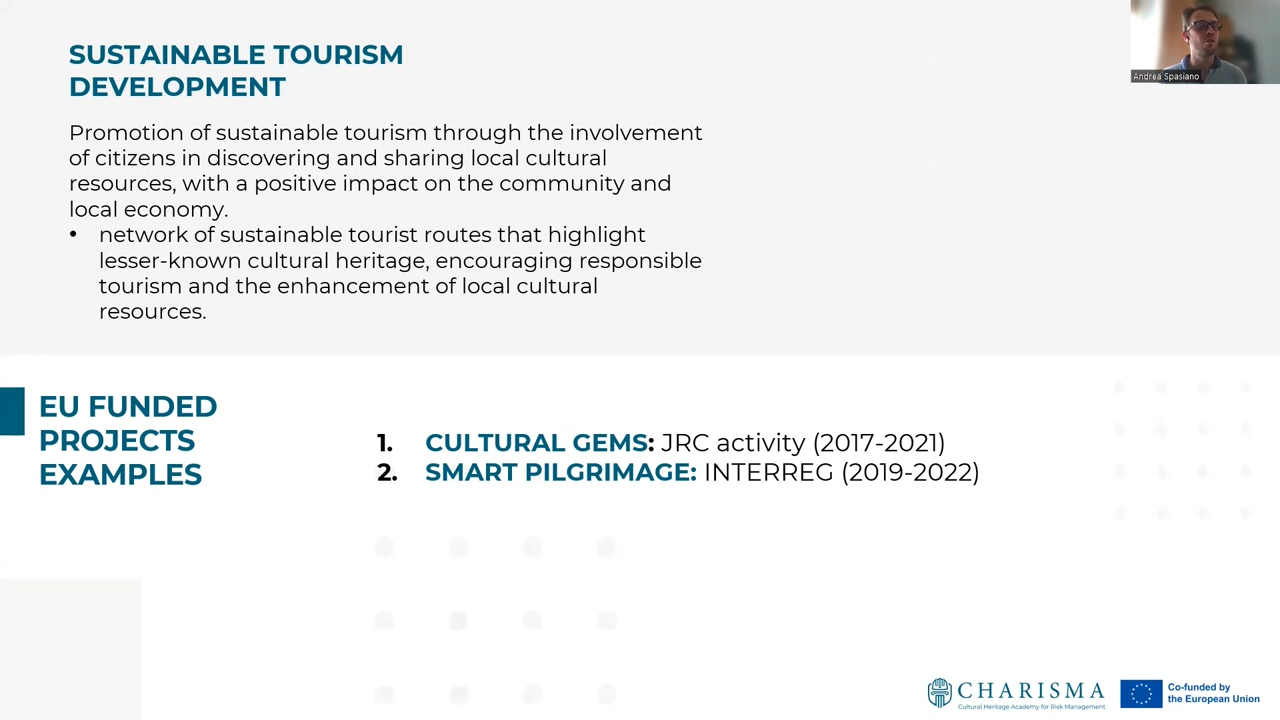 SUSTAINABLE TOURISM
DEVELOPMENT
Promotion of sustainable tourism through the involvement
of citizens in discovering and sharing local cultural
resources, with a positive impact on the community and
local economy.
• network of sustainable tourist routes that highlight
lesser-known cultural heritage, encouraging responsible
tourism and the enhancement of local cultural
resources.
Andrea Spasiano
EU FUNDED
PROJECTS
EXAMPLES
1. CULTURAL GEMS: JRC activity (2017-2021)
2. SMART PILGRIMAGE: INTERREG (2019-2022)
CHARISMA
Cultural Heritage Academy for Risk Management
Co-funded by
the European Union